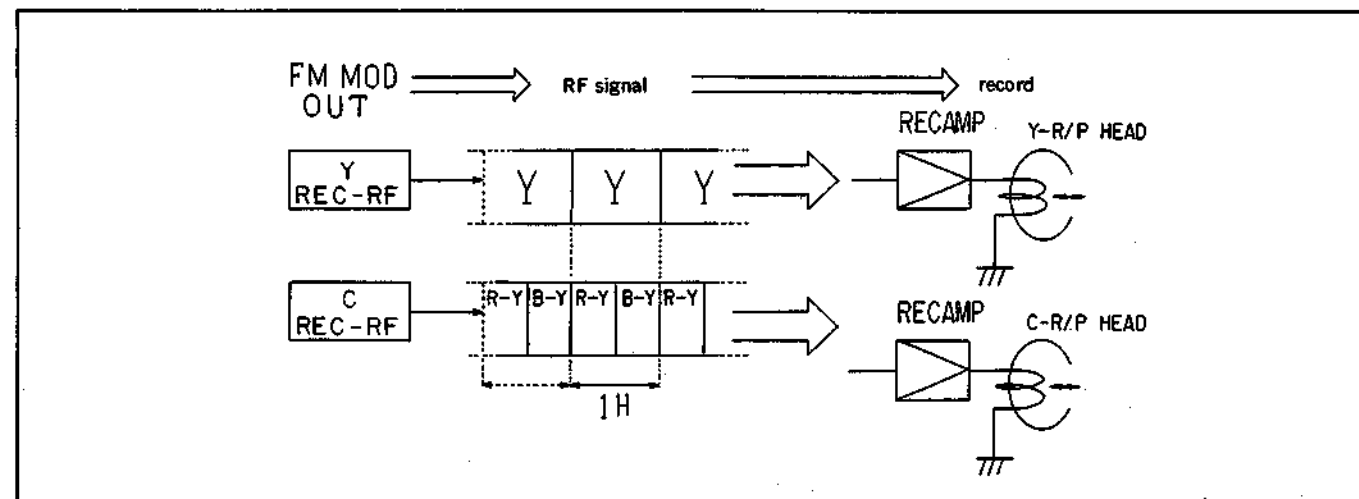 FM MOD
OUT
RF signal
record
RECAMP
Y-R/P HEAD
Y
REC-RF
Y
Y
Y
C
REC-RF
R-Y
B-Y
R-Y
B-Y
R-Y
RECAMP
C-R/P HEAD
1H